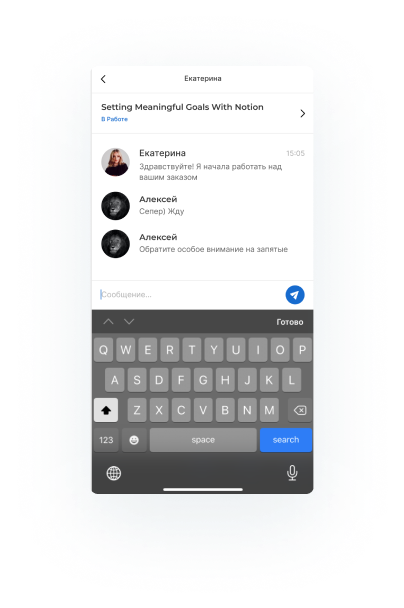 Екатерина
Setting Meaningful Goals With Notion
В Работе
Екатерина 15:05
Здравствуйте! Я начала работать над
вашим заказом
Алексей
Сепер) Жду
Алексей
Обратите особое внимание на запятые
Сообщение...
Готово
Q W E R T Y U I O P
A S D F G H J K L
Z X C V B N M
123 space search